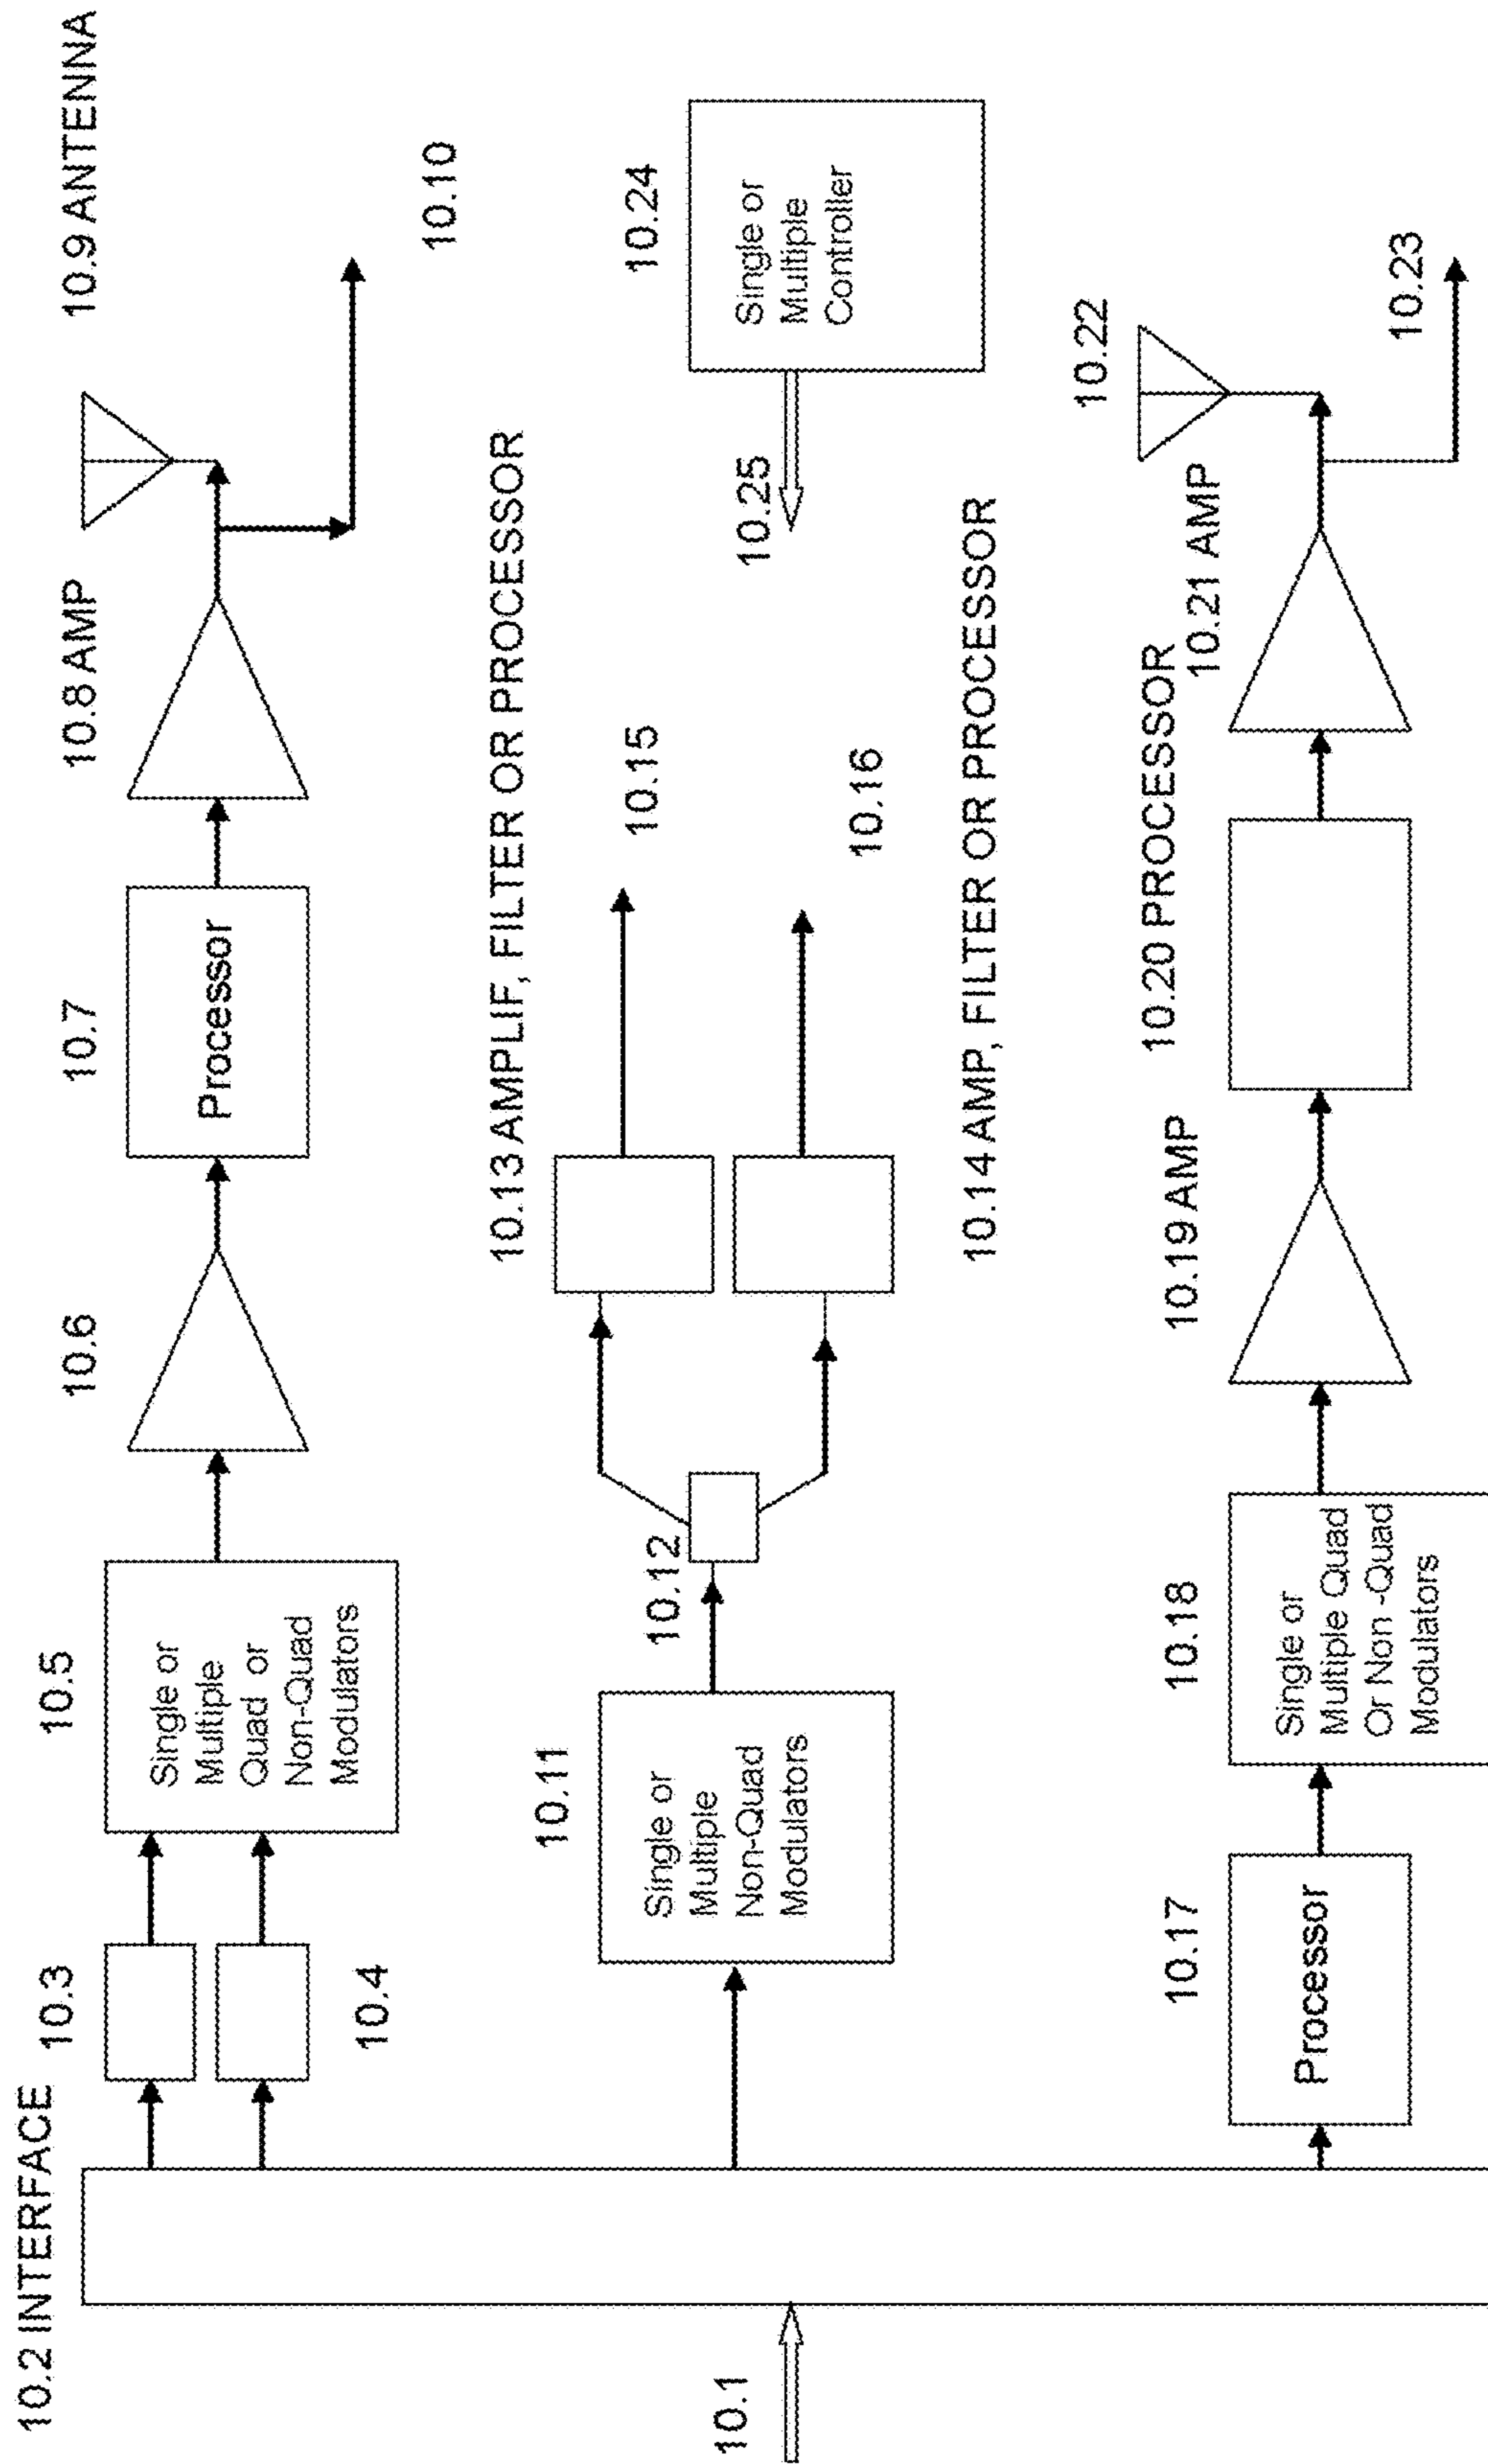 10.2 INTERFACE
10.3
10.5
10.6
10.7
10.8 AMP
10.9 ANTENNA
Single or
Multiple
Quad or
Non-Quad
Modulators
Processor
10.4
10.10
10.13 AMPLIF, FILTER OR PROCESSOR
10.11
10.12
10.15
10.24
Single or
Multiple
Non-Quad
Modulators
Single or
Multiple
Controller
10.1
10.25
10.16
10.14 AMP, FILTER OR PROCESSOR
10.17
10.18
10.19 AMP
10.20 PROCESSOR
10.21 AMP
10.22
Processor
Single or
Multiple Quad
Or Non -Quad
Modulators
10.23